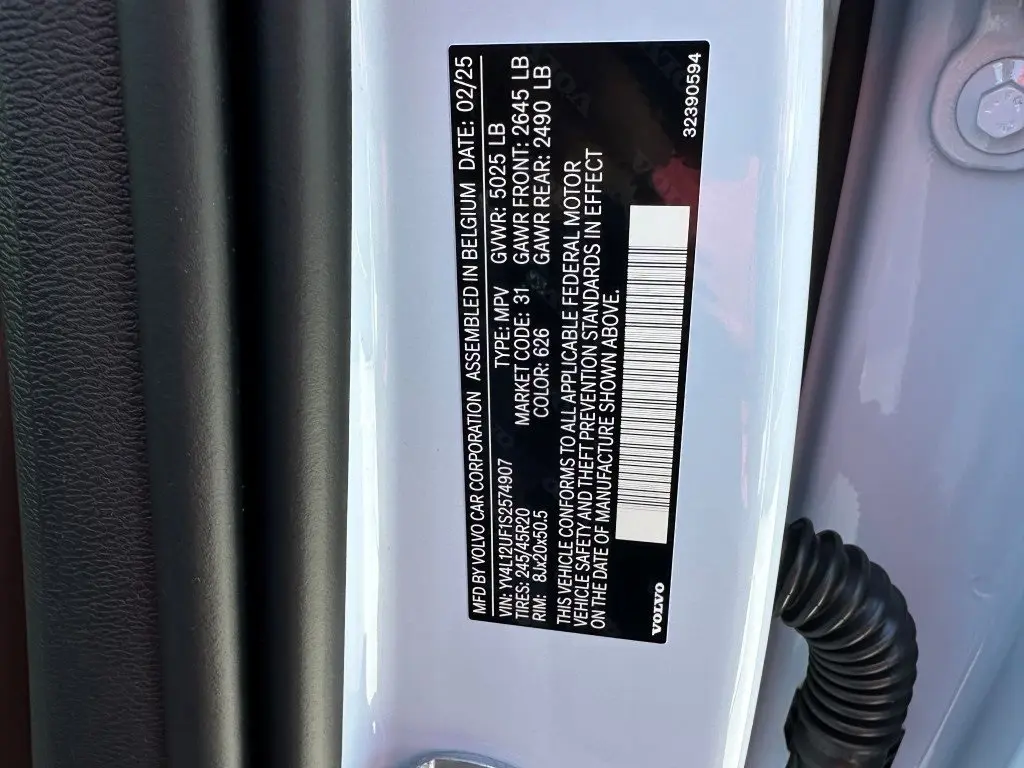 MFD BY VOLVO CAR CORPORATION ASSEMBLED IN BELGIUM DATE: 02/25
VIN: YV4L12UF1S2574907 TYPE: MPV GVWR: 5025 LB
TIRES: 245/45R20 MARKET CODE: 31 GAWR FRONT: 2645 LB
RIM: 8Jx20x50.5 COLOR: 626 GAWR REAR: 2490 LB
THIS VEHICLE CONFORMS TO ALL APPLICABLE FEDERAL MOTOR
VEHICLE SAFETY AND THEFT PREVENTION STANDARDS IN EFFECT
ON THE DATE OF MANUFACTURE SHOWN ABOVE.
VOLVO
32390594